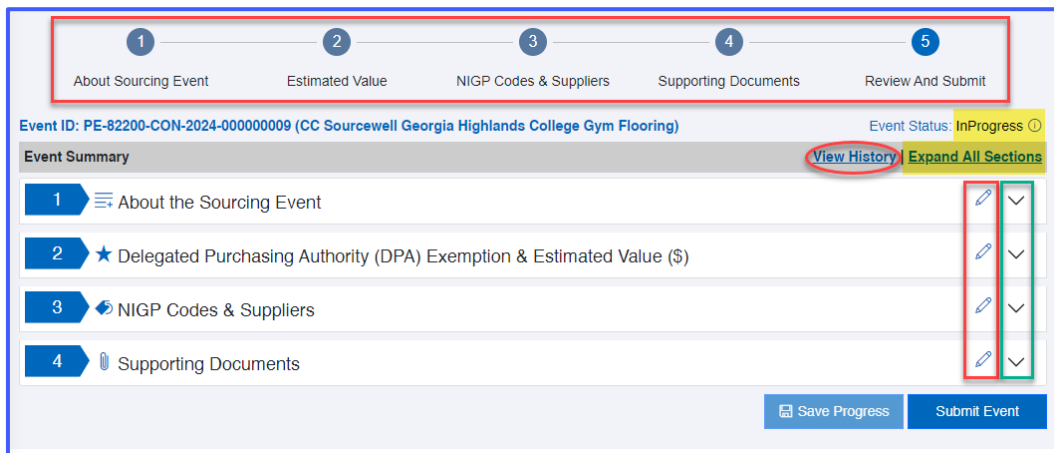 1 2 3 4 5
About Sourcing Event Estimated Value NIGP Codes & Suppliers Supporting Documents Review And Submit
Event ID: PE-82200-CON-2024-000000009 (CC Sourcewell Georgia Highlands College Gym Flooring) Event Status: InProgress
Event Summary View History | Expand All Sections
1 About the Sourcing Event
2 Delegated Purchasing Authority (DPA) Exemption & Estimated Value ($)
3 NIGP Codes & Suppliers
4 Supporting Documents
Save Progress Submit Event